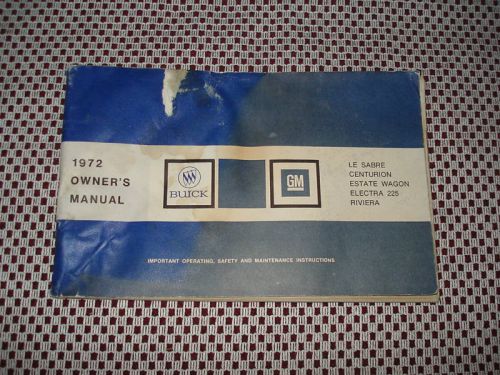 1972
OWNER'S
MANUAL
BUICK
GM
LE SABRE
CENTURION
ESTATE WAGON
ELECTRA 225
RIVIERA
IMPORTANT OPERATING, SAFETY AND MAINTENANCE INSTRUCTIONS